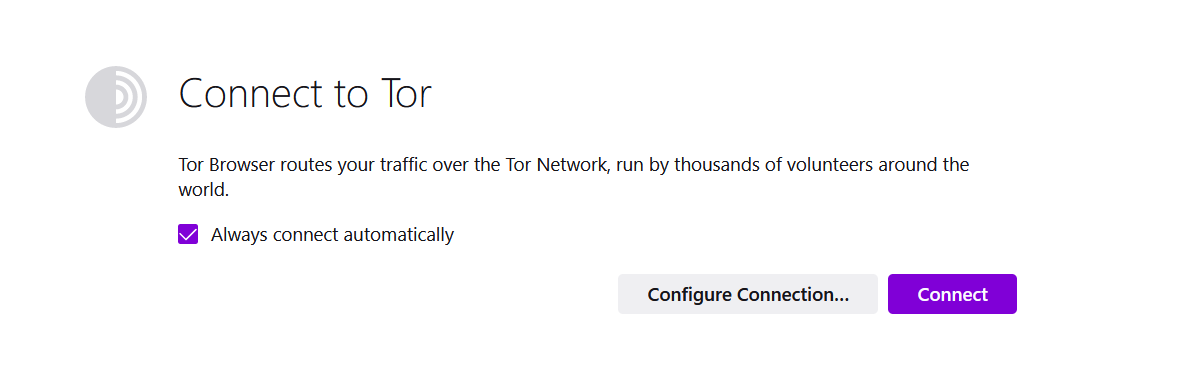 Connect to Tor
Tor Browser routes your traffic over the Tor Network, run by thousands of volunteers around the
world.
Always connect automatically
Configure Connection...
Connect